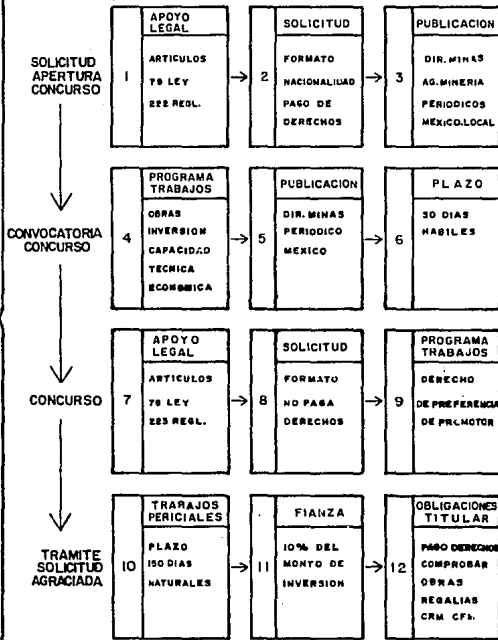 SOLICITUD
APERTURA
CONCURSO
1
APOYO
LEGAL
ARTICULOS
79 LEY
222 REGL.
2
SOLICITUD
FORMATO
NACIONALIDAD
PAGO DE
DERECHOS
3
PUBLICACION
DIR. MINAS
AG. MINERIA
PERIODICOS
MEXICO.LOCAL
CONVOCATORIA
CONCURSO
4
PROGRAMA
TRABAJOS
OBRAS
INVERSION
CAPACIDAD
TECNICA
ECONOMICA
5
PUBLICACION
DIR. MINAS
PERIODICO
MEXICO
6
PLAZO
30 DIAS
HABILES
CONCURSO
7
APOYO
LEGAL
ARTICULOS
78 LEY
223 REGL.
8
SOLICITUD
FORMATO
NO PAGA
DERECHOS
9
PROGRAMA
TRABAJOS
DERECHO
DE PREFERENCIA
DE PROMOTOR
TRAMITE
SOLICITUD
AGRACIADA
10
TRABAJOS
PERICIALES
PLAZO
150 DIAS
NATURALES
11
FIANZA
10% DEL
MONTO DE
INVERSION
12
OBLIGACIONES
TITULAR
PAGO DERECHOS
COMPROBAR
OBRAS
REGALIAS
CRM